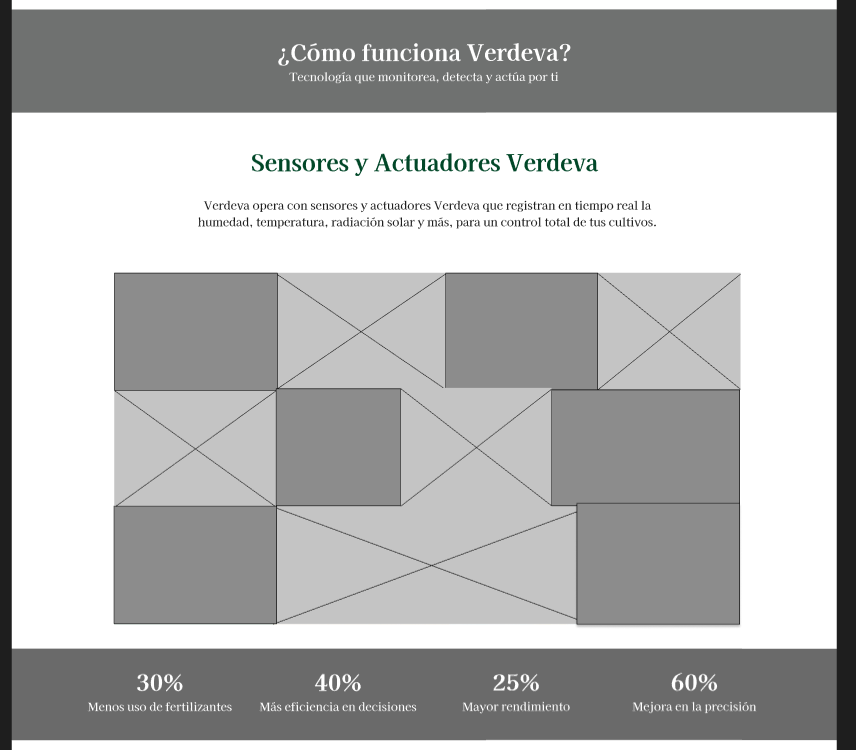 ¿Cómo funciona Verdeva?
Tecnología que monitorea, detecta y actúa por ti
Sensores y Actuadores Verdeva
Verdeva opera con sensores y actuadores Verdeva que registran en tiempo real la
humedad, temperatura, radiación solar y más, para un control total de tus cultivos.
30%
Menos uso de fertilizantes
40%
Más eficiencia en decisiones
25%
Mayor rendimiento
60%
Mejora en la precisión